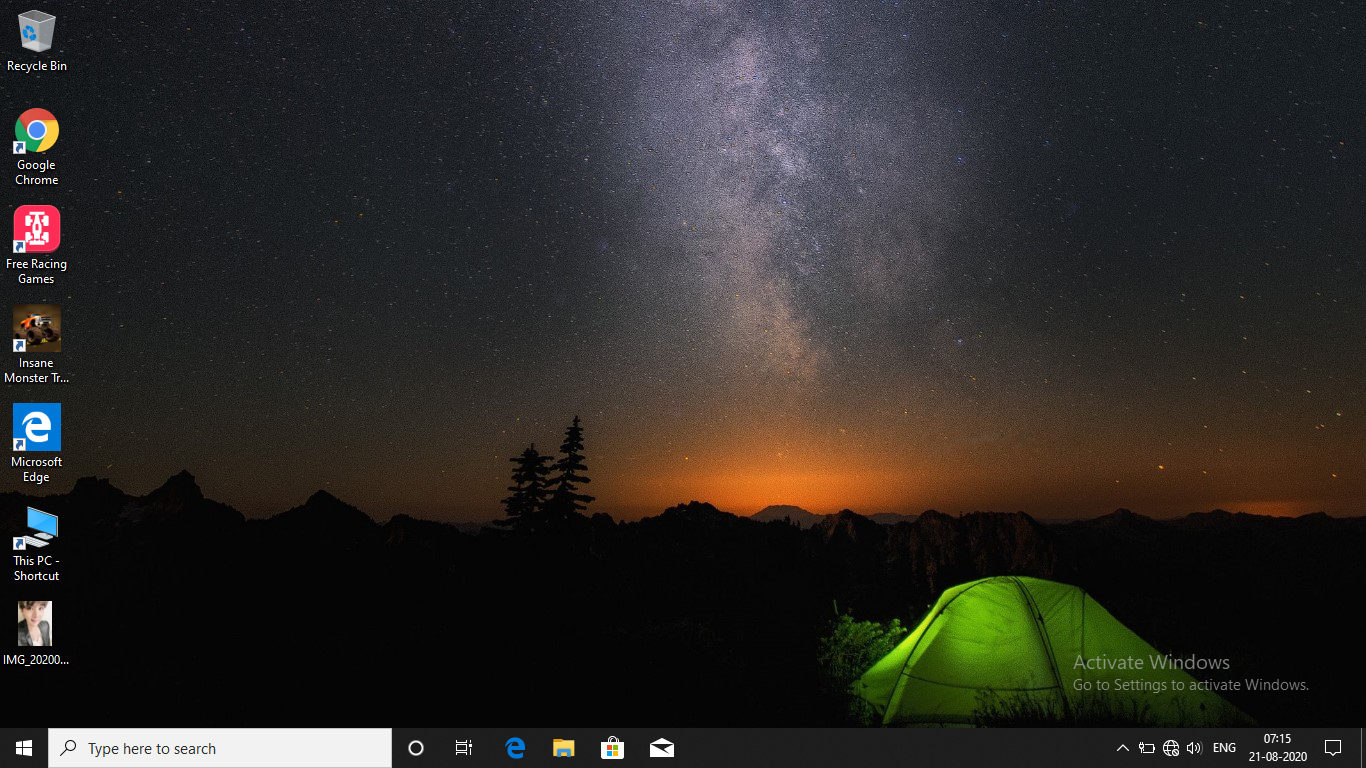 Recycle Bin
Google
Chrome
Free Racing
Games
Insane
Monster Tr...
Microsoft
Edge
This PC -
Shortcut
IMG_20200...
Activate Windows
Go to Settings to activate Windows.
Type here to search
ENG
07:15
21-08-2020